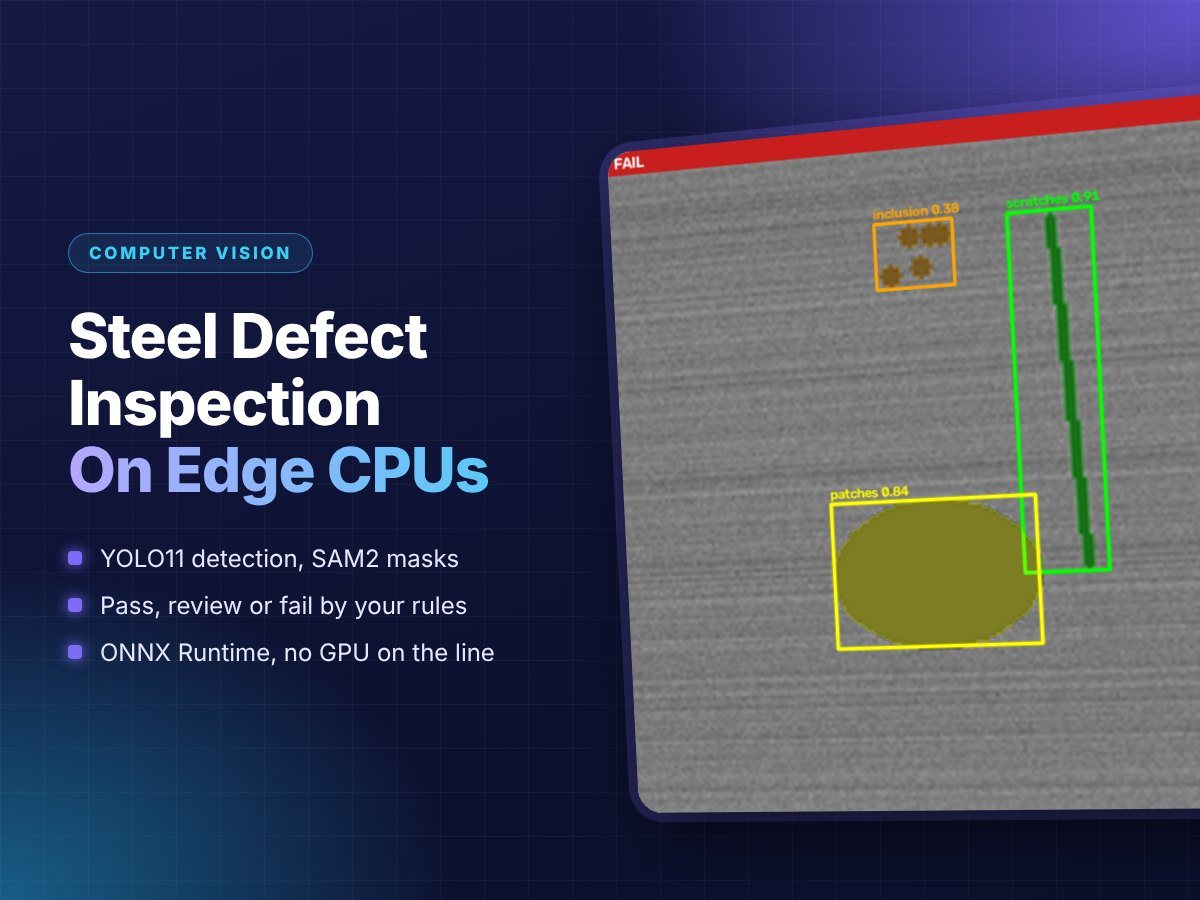 COMPUTER VISION
Steel Defect
Inspection
On Edge CPUs
YOLO11 detection, SAM2 masks
Pass, review or fail by your rules
ONNX Runtime, no GPU on the line
FAIL
inclusion 0.38
scratches 0.91
patches 0.84